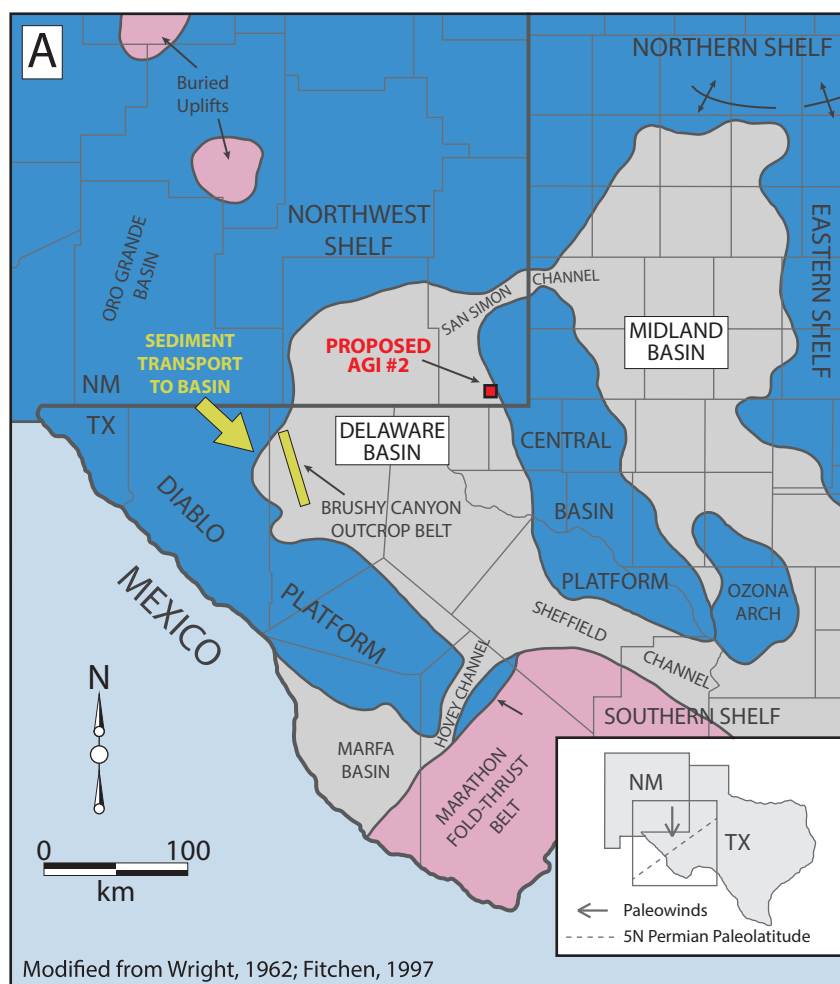 A
NORTHERN SHELF
Buried
Uplifts
NORTHWEST
SHELF
ORO GRANDE
BASIN
EASTERN SHELF
SAN SIMON
CHANNEL
MIDLAND
BASIN
SEDIMENT
TRANSPORT
TO BASIN
PROPOSED
AGI #2
NM
TX
DELAWARE
BASIN
CENTRAL
BASIN
PLATFORM
BRUSHY CANYON
OUTCROP BELT
DIABLO
PLATFORM
OZONA
ARCH
MEXICO
SHEFFIELD
CHANNEL
HOVEY CHANNEL
SOUTHERN SHELF
N
MARFA
BASIN
MARATHON
FOLD-THRUST
BELT
0 100
km
NM
TX
Paleowinds
5N Permian Paleolatitude
Modified from Wright, 1962; Fitchen, 1997